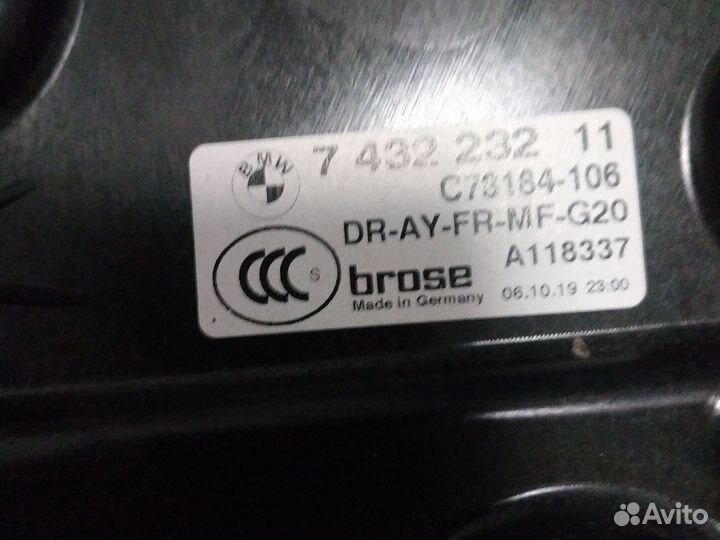 BMW
7 432 232 11
C78184-106
DR-AY-FR-MF-G20
A118337
CCC S
brose
Made in Germany
06.10.19 23:00
Avito